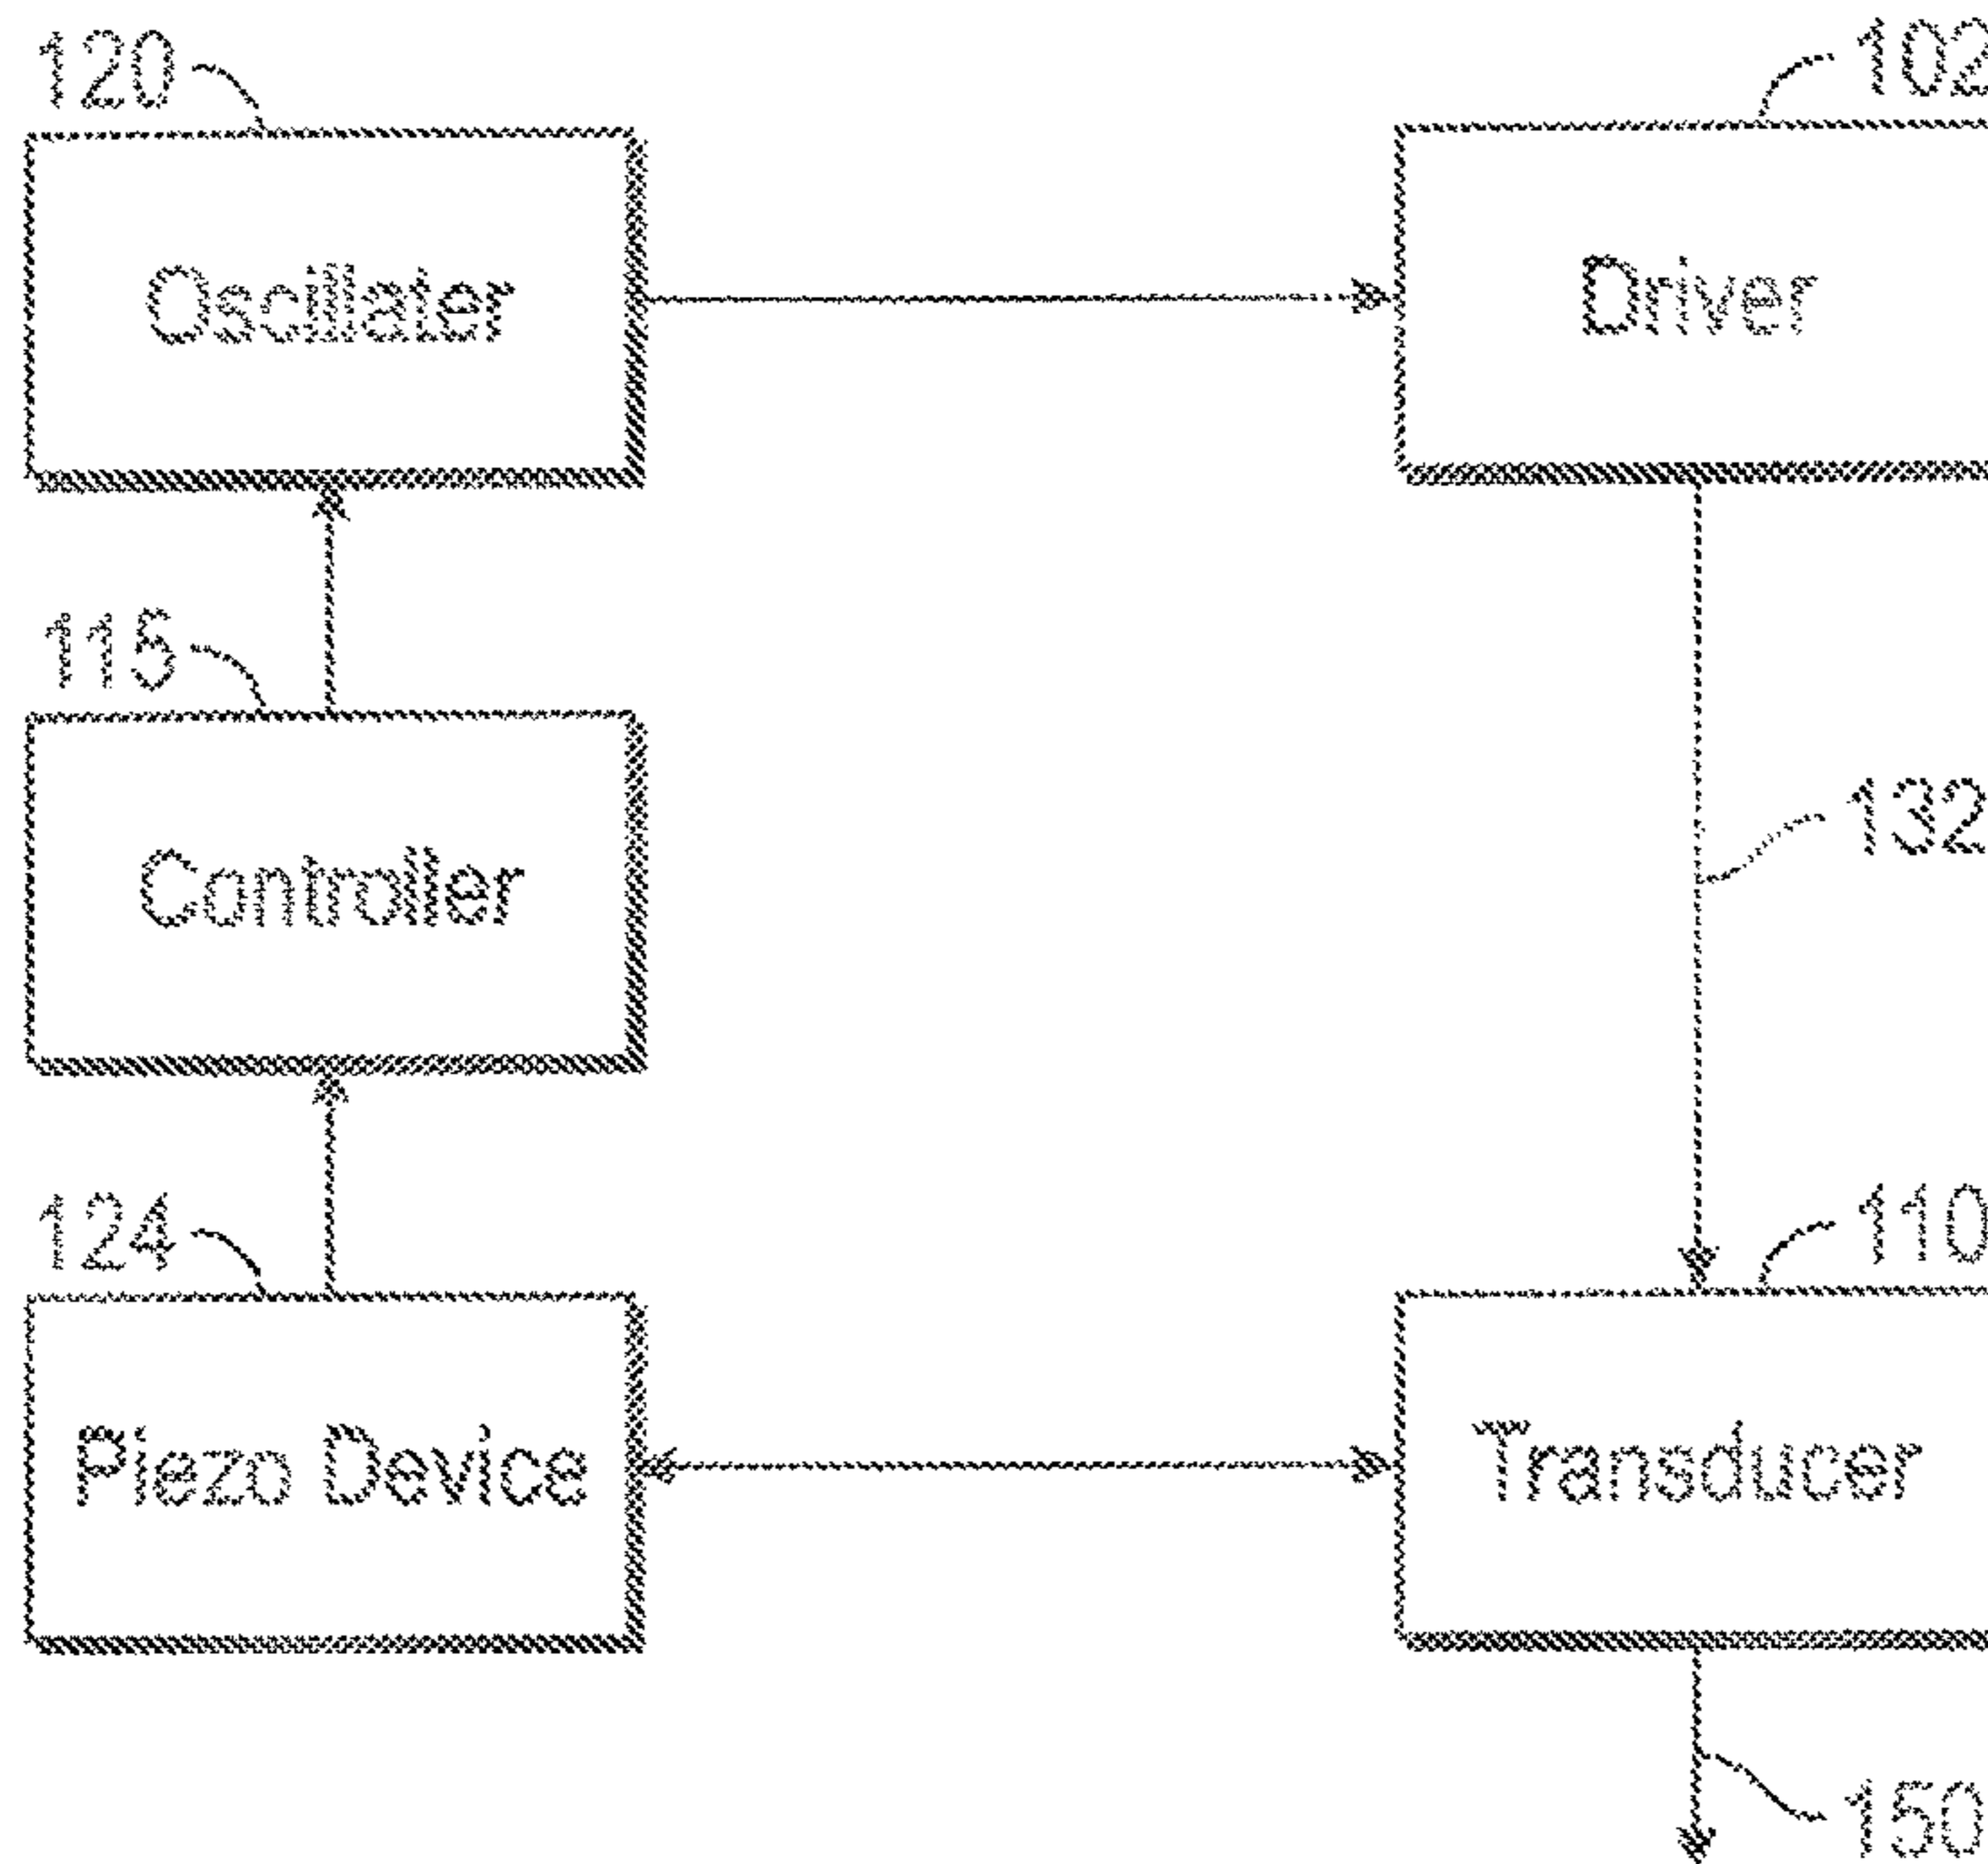 120
102
Oscillater
Driver
115
132
Controller
124
110
Piezo Device
Transducer
150